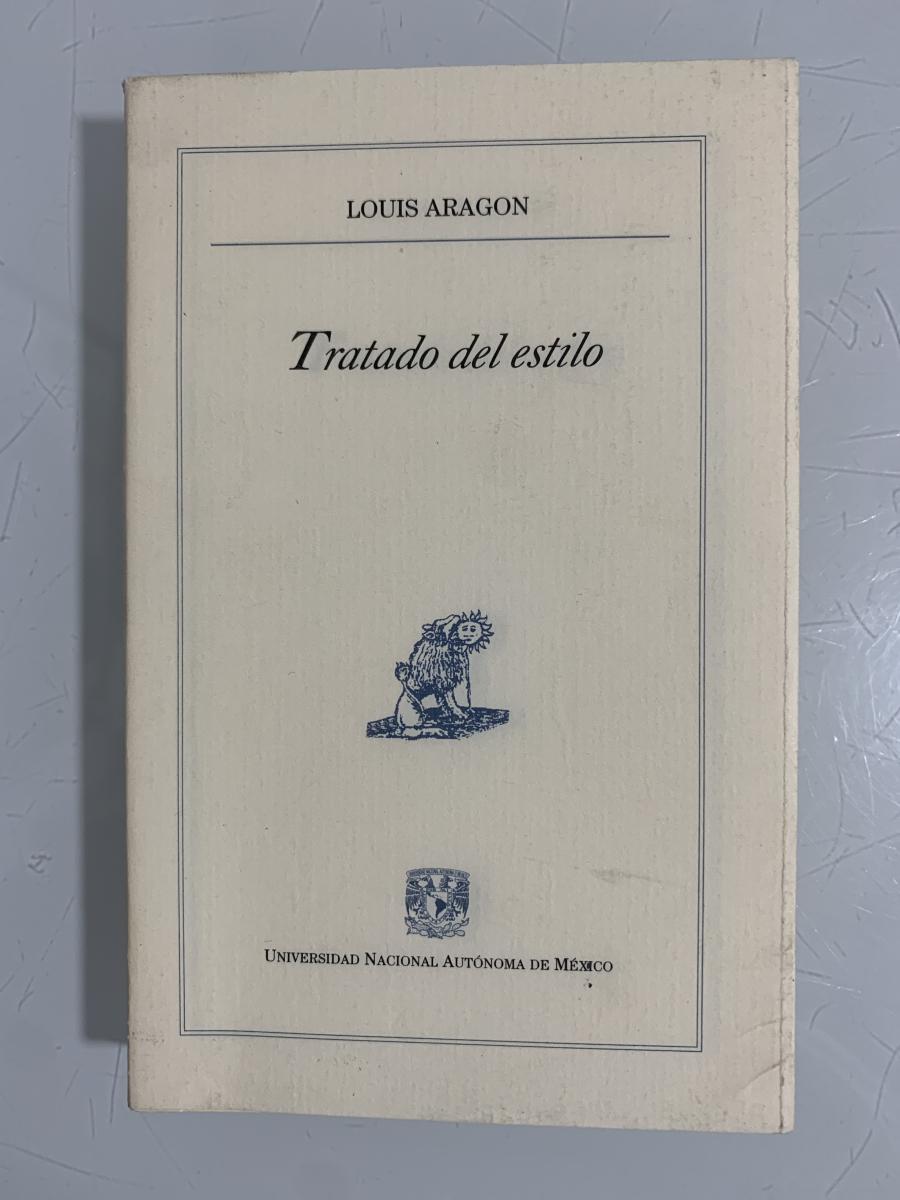 LOUIS ARAGON
Tratado del estilo
UNIVERSIDAD NACIONAL AUTÓNOMA DE MÉXICO